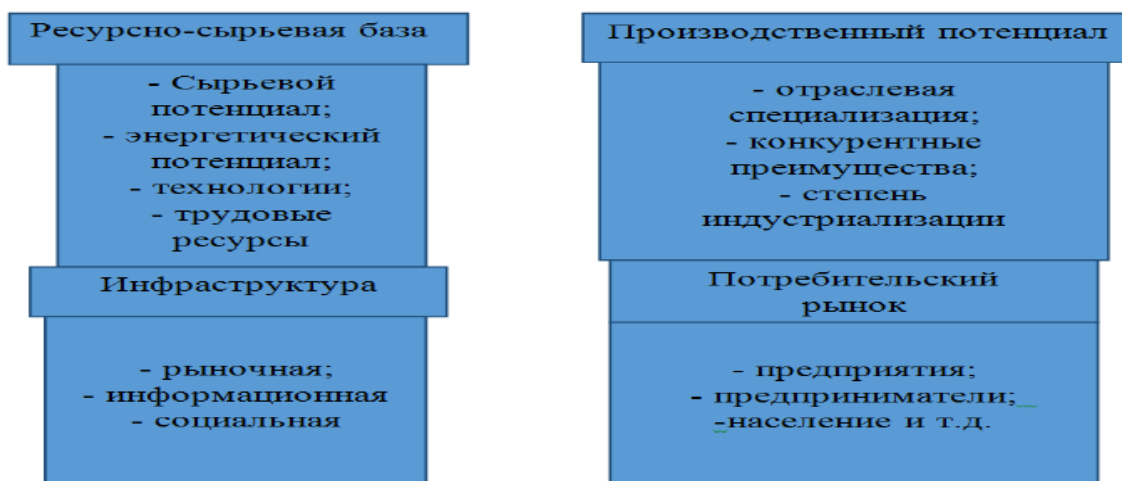 Ресурсно-сырьевая база
- Сырьевой
потенциал;
- энергетический
потенциал;
- технологии;
- трудовые
ресурсы
Инфраструктура
- рыночная;
- информационная
- социальная
Производственный потенциал
- отраслевая
специализация;
- конкурентные
преимущества;
- степень
индустриализации
Потребительский
рынок
- предприятия;
- предприниматели;
-население и т.д.